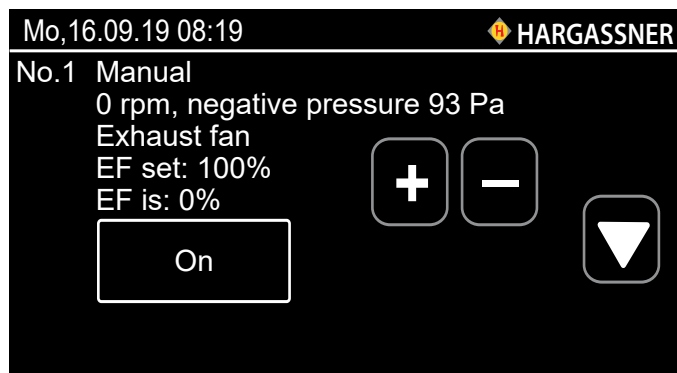 Mo,16.09.19 08:19
HARGASSNER
No.1 Manual
0 rpm, negative pressure 93 Pa
Exhaust fan
EF set: 100%
EF is: 0%
+ −
On